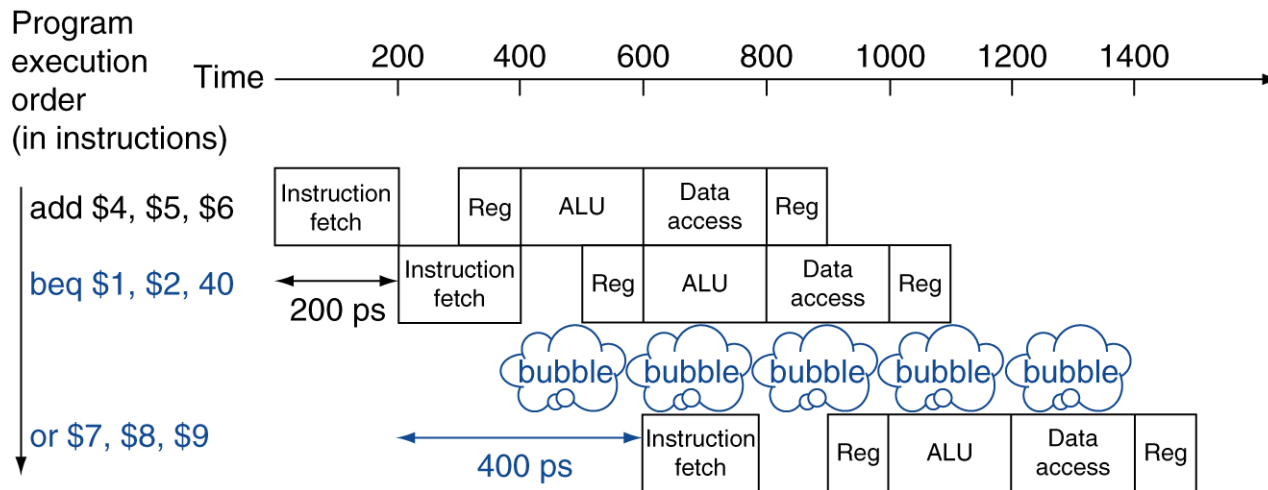 Program
execution
order
(in instructions)
Time
200 400 600 800 1000 1200 1400
add $4, $5, $6
Instruction
fetch
Reg
ALU
Data
access
Reg
beq $1, $2, 40
200 ps
Instruction
fetch
Reg
ALU
Data
access
Reg
bubble bubble bubble bubble bubble
or $7, $8, $9
400 ps
Instruction
fetch
Reg
ALU
Data
access
Reg